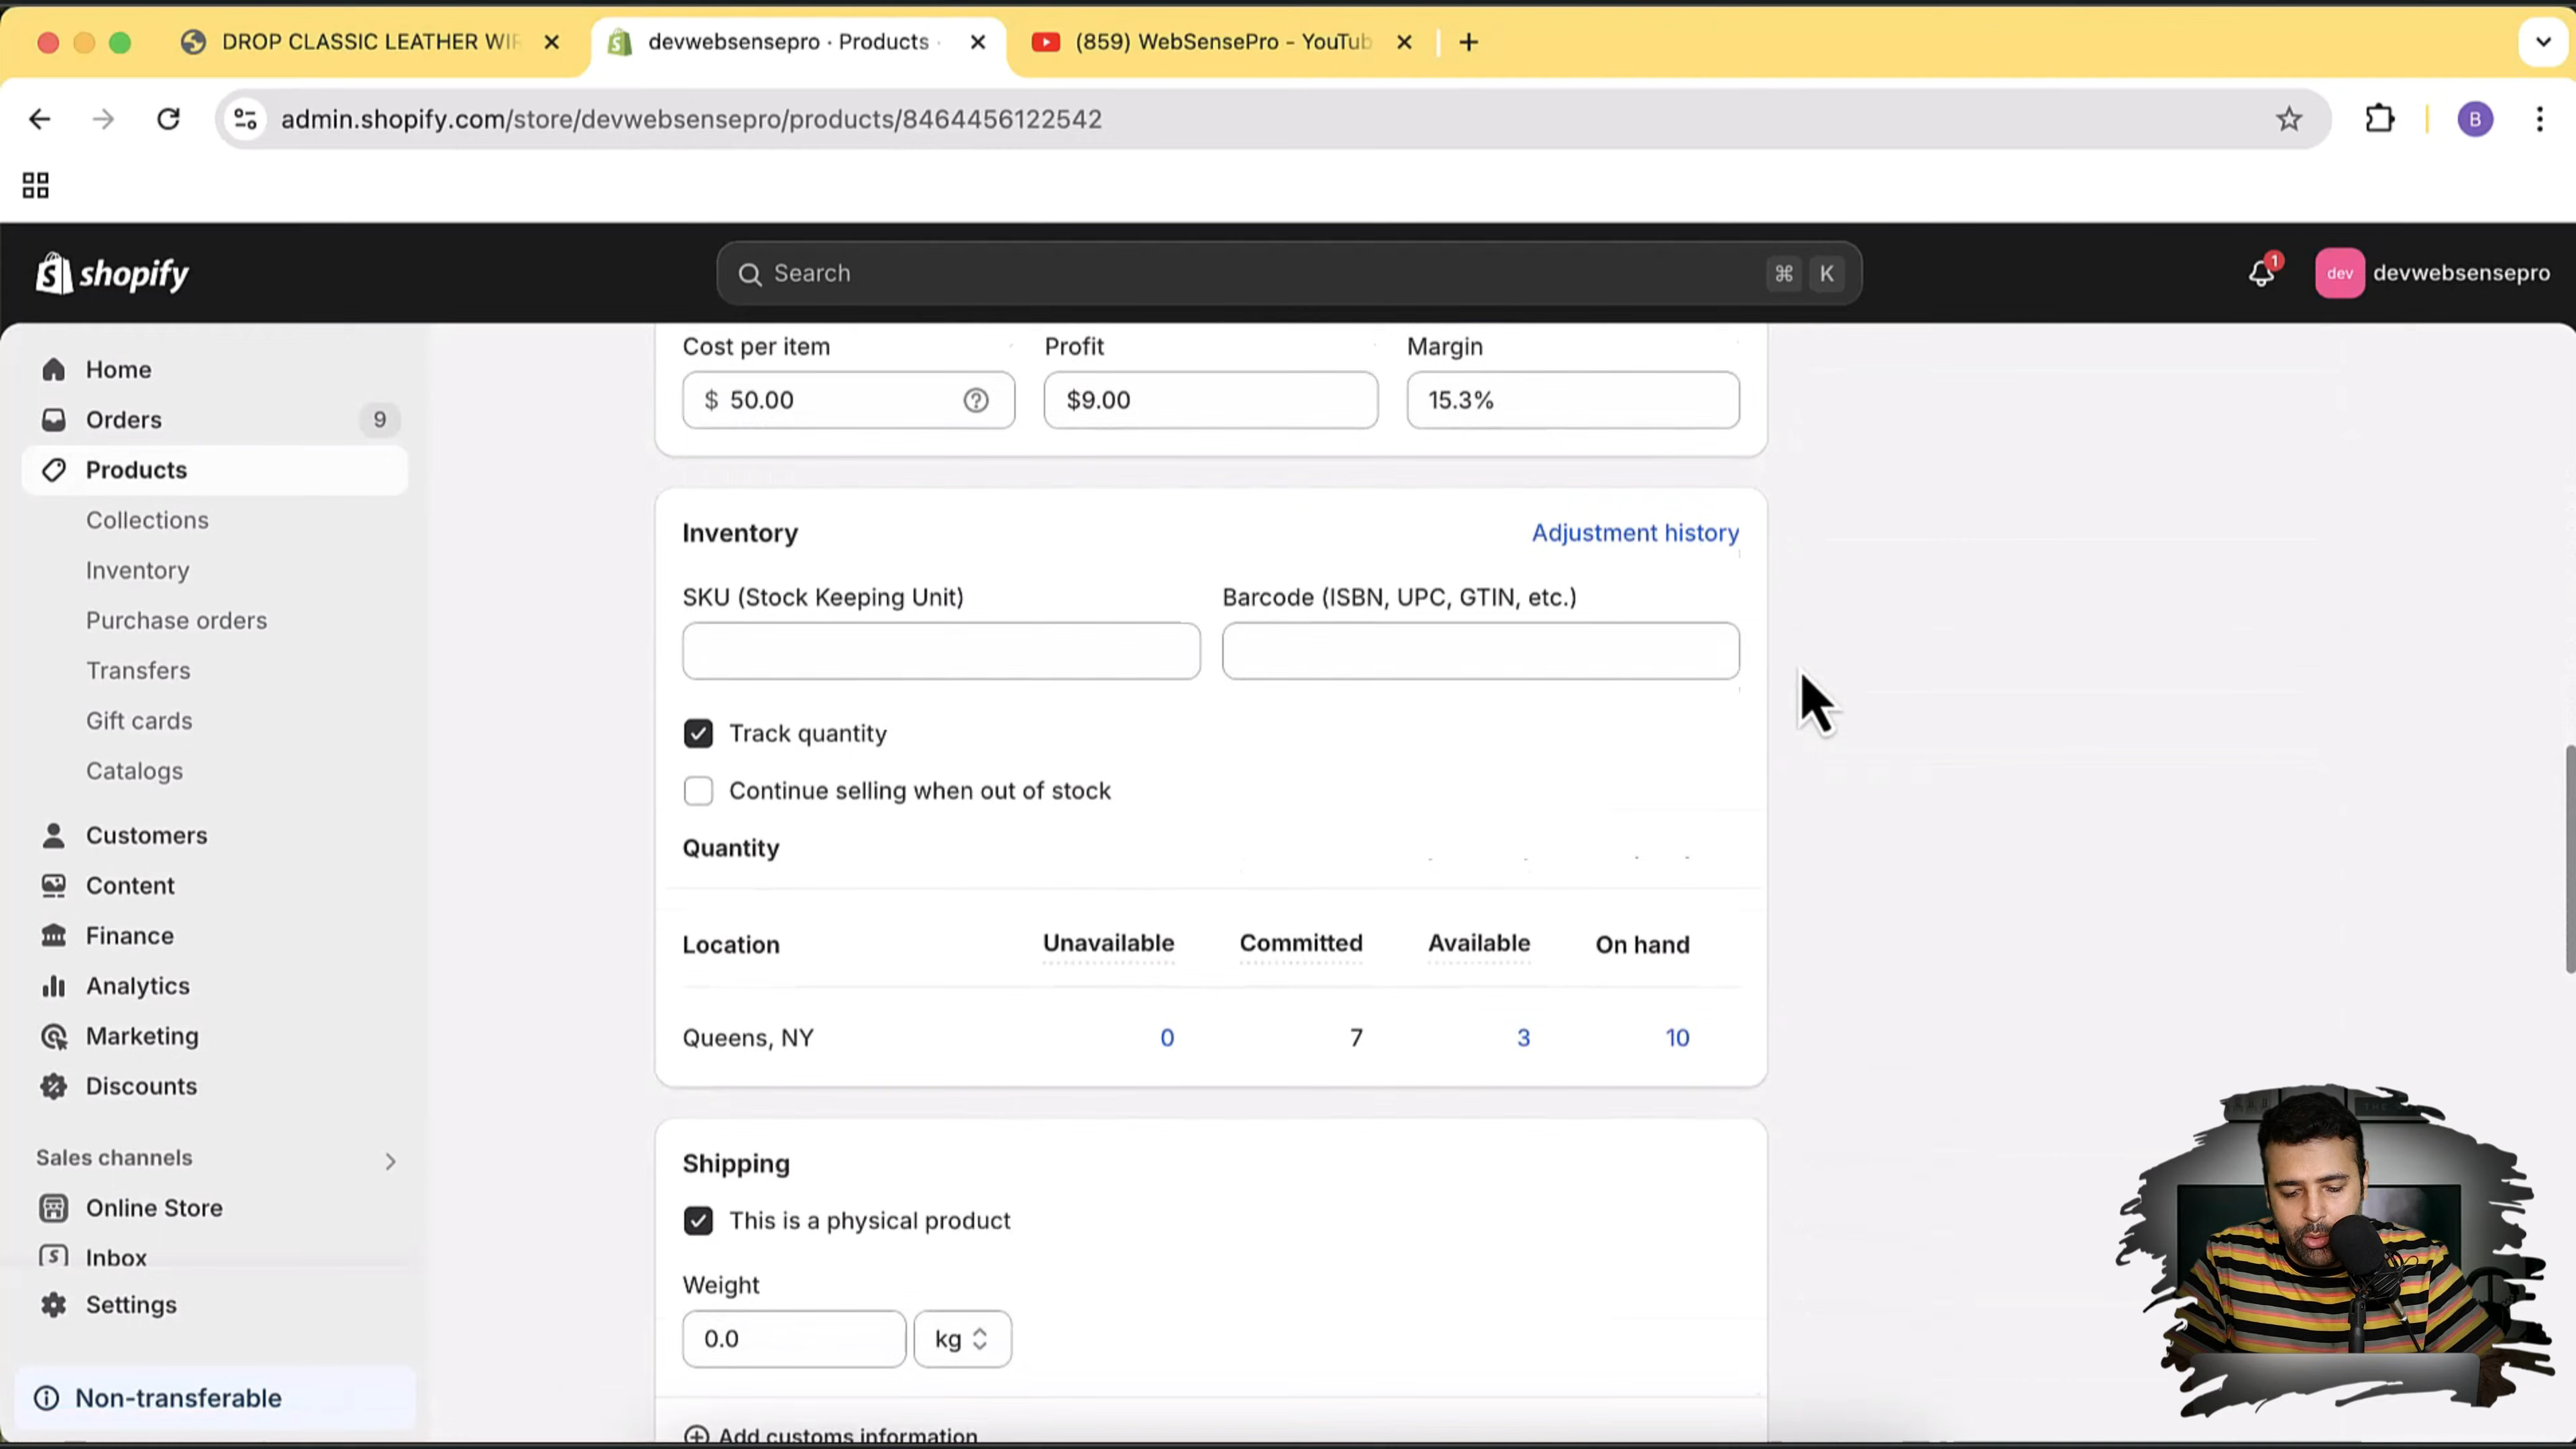 DROP CLASSIC LEATHER WIR
devwebsensepro · Products ·
(859) WebSensePro - YouTub
admin.shopify.com/store/devwebsensepro/products/8464456122542
B
shopify
Search
⌘ K
1
dev
devwebsensepro
Home
Orders 9
Products
Collections
Inventory
Purchase orders
Transfers
Gift cards
Catalogs
Customers
Content
Finance
Analytics
Marketing
Discounts
Sales channels
Online Store
Inbox
Settings
Non-transferable
Cost per item Profit Margin
$ 50.00 $9.00 15.3%
Inventory Adjustment history
SKU (Stock Keeping Unit) Barcode (ISBN, UPC, GTIN, etc.)
Track quantity
Continue selling when out of stock
Quantity
Location Unavailable Committed Available On hand
Queens, NY 0 7 3 10
Shipping
This is a physical product
Weight
0.0 kg
Add customs information